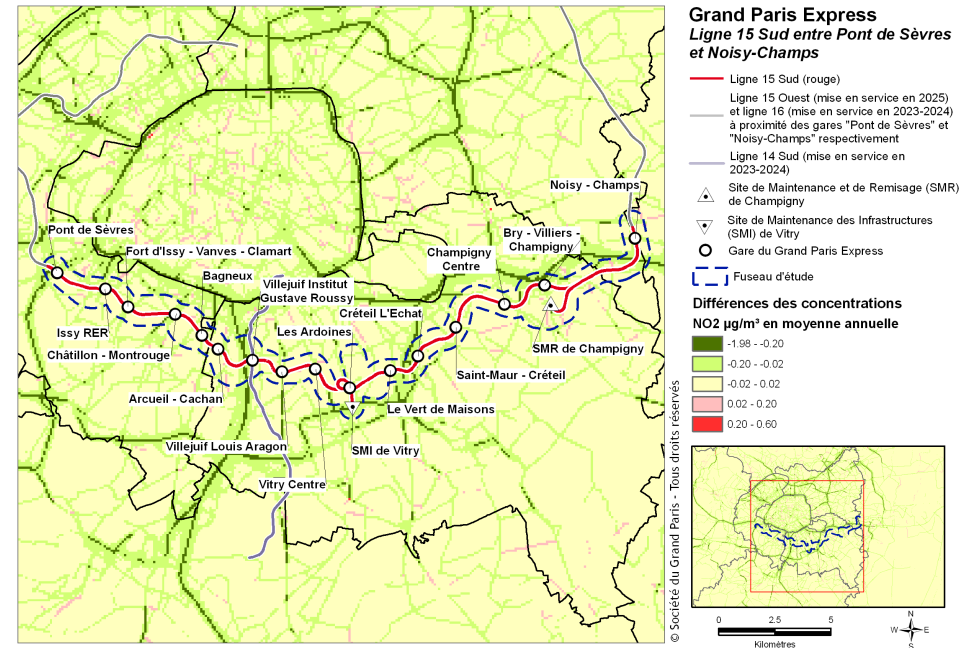 Grand Paris Express
Ligne 15 Sud entre Pont de Sèvres
et Noisy-Champs
Ligne 15 Sud (rouge)
Ligne 15 Ouest (mise en service en 2025)
et ligne 16 (mise en service en 2023-2024)
à proximité des gares "Pont de Sèvres" et
"Noisy-Champs" respectivement
Ligne 14 Sud (mise en service en
2023-2024)
Site de Maintenance et de Remisage (SMR)
de Champigny
Site de Maintenance des Infrastructures
(SMI) de Vitry
Gare du Grand Paris Express
Fuseau d'étude
Différences des concentrations
NO2 µg/m³ en moyenne annuelle
-1.98 - -0.20
-0.20 - -0.02
-0.02 - 0.02
0.02 - 0.20
0.20 - 0.60
Noisy - Champs
Pont de Sèvres
Bry - Villiers -
Champigny
Fort d'Issy - Vanves - Clamart
Champigny
Centre
Bagneux
Villejuif Institut
Gustave Roussy
Créteil L'Echat
Issy RER
Les Ardoines
Châtillon - Montrouge
SMR de Champigny
Saint-Maur - Créteil
Arcueil - Cachan
Le Vert de Maisons
Villejuif Louis Aragon
SMI de Vitry
Vitry Centre
© Société du Grand Paris - Tous droits réservés
0 2.5 5
Kilomètres
N
W E
S